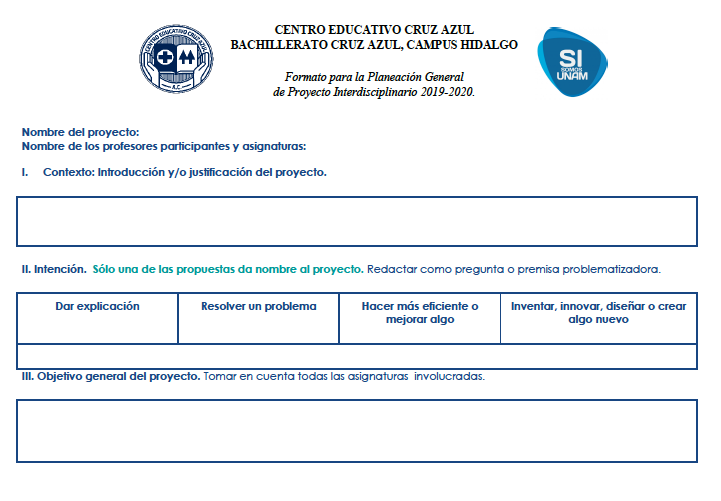 CENTRO EDUCATIVO CRUZ AZUL
BACHILLERATO CRUZ AZUL, CAMPUS HIDALGO
Formato para la Planeación General
de Proyecto Interdisciplinario 2019-2020.
CENTRO EDUCATIVO CRUZ AZUL
A.C.
SI
SOMOS
UNAM
Nombre del proyecto:
Nombre de los profesores participantes y asignaturas:
I. Contexto: Introducción y/o justificación del proyecto.
II. Intención. Sólo una de las propuestas da nombre al proyecto. Redactar como pregunta o premisa problematizadora.
Dar explicación
Resolver un problema
Hacer más eficiente o
mejorar algo
Inventar, innovar, diseñar o crear
algo nuevo
III. Objetivo general del proyecto. Tomar en cuenta todas las asignaturas involucradas.